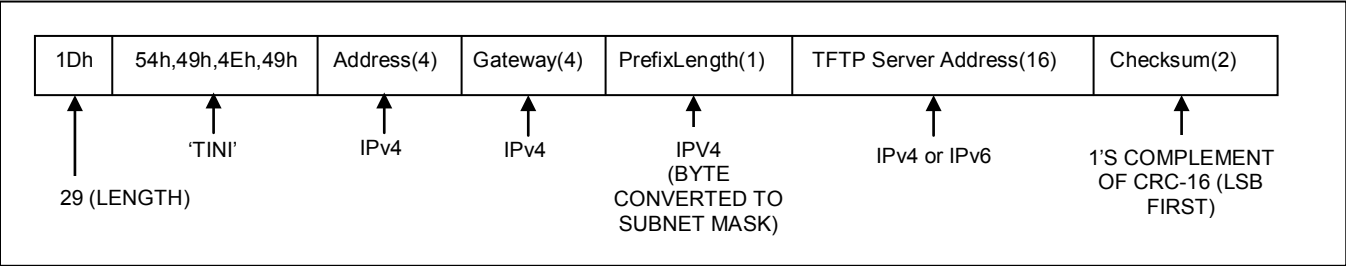 1Dh 54h,49h,4Eh,49h Address(4) Gateway(4) PrefixLength(1) TFTP Server Address(16) Checksum(2)
29 (LENGTH)
‘TINI’
IPv4
IPv4
IPV4
(BYTE
CONVERTED TO
SUBNET MASK)
IPv4 or IPv6
1’S COMPLEMENT
OF CRC-16 (LSB
FIRST)